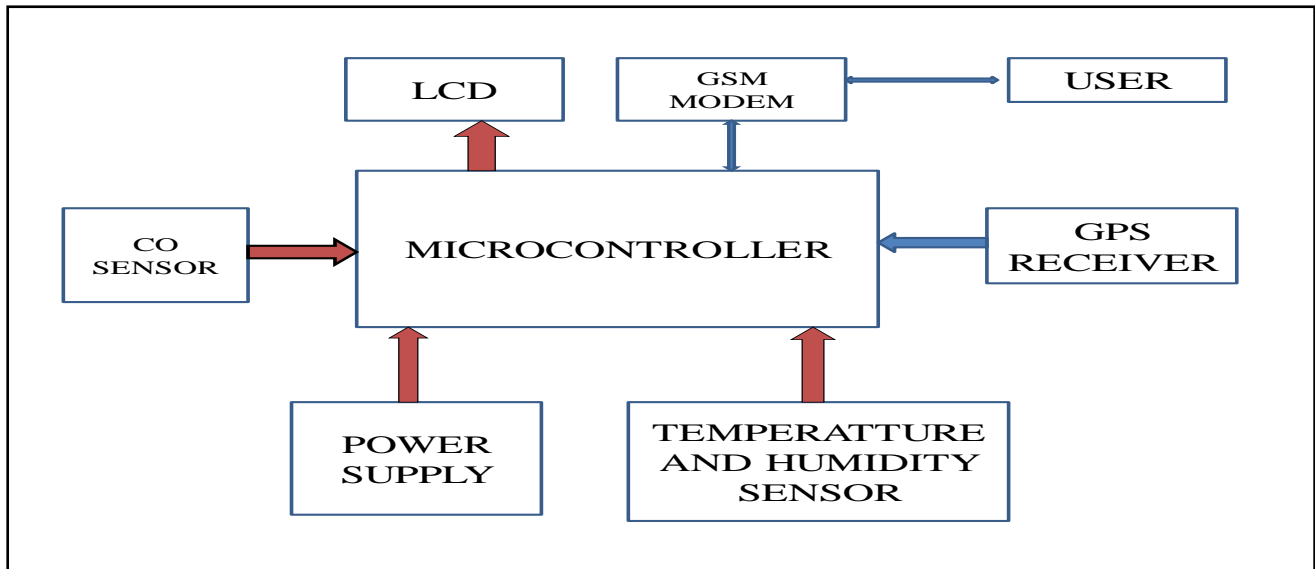 LCD
GSM
MODEM
USER
CO
SENSOR
MICROCONTROLLER
GPS
RECEIVER
POWER
SUPPLY
TEMPERATTURE
AND HUMIDITY
SENSOR